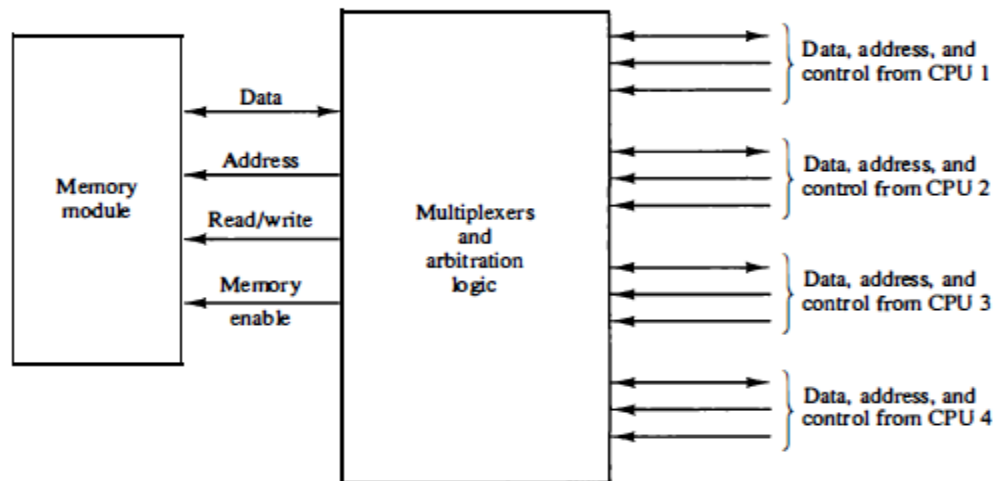 Memory
module
Data
Address
Read/write
Memory
enable
Multiplexers
and
arbitration
logic
Data, address, and
control from CPU 1
Data, address, and
control from CPU 2
Data, address, and
control from CPU 3
Data, address, and
control from CPU 4